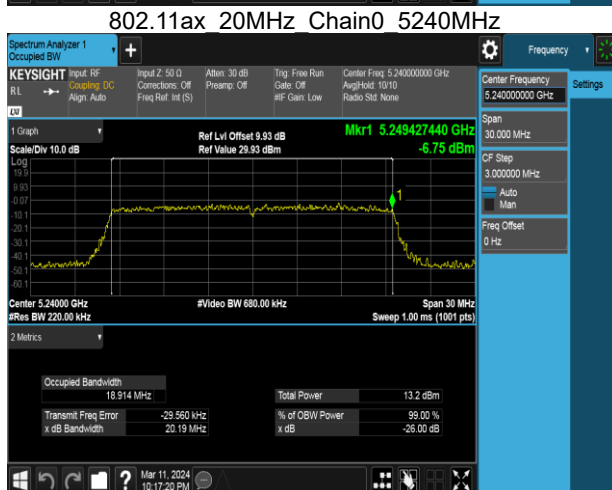 802.11ax_20MHz_Chain0_5240MHz
Spectrum Analyzer 1
Occupied BW
+
Frequency
KEYSIGHT Input: RF Input Z: 50 Ω Atten: 30 dB Trig: Free Run Center Freq: 5.240000000 GHz
RL Coupling: DC Corrections: Off Preamp: Off Gate: Off Avg|Hold: 10/10
Align: Auto Freq Ref: Int (S) #IF Gain: Low Radio Std: None
LXI
Center Frequency
5.240000000 GHz
Settings
Span
30.000 MHz
CF Step
3.000000 MHz
Auto
Man
Freq Offset
0 Hz
1 Graph Ref Lvl Offset 9.93 dB Mkr1 5.249427440 GHz
Scale/Div 10.0 dB Ref Value 29.93 dBm -6.75 dBm
Log
19.9
9.93
-0.07
1
-10.1
-20.1
-30.1
-40.1
-50.1
-60.1
Center 5.24000 GHz #Video BW 680.00 kHz Span 30 MHz
#Res BW 220.00 kHz Sweep 1.00 ms (1001 pts)
2 Metrics
Occupied Bandwidth
18.914 MHz Total Power 13.2 dBm
Transmit Freq Error -29.560 kHz % of OBW Power 99.00 %
x dB Bandwidth 20.19 MHz x dB -26.00 dB
? Mar 11, 2024
10:17:20 PM